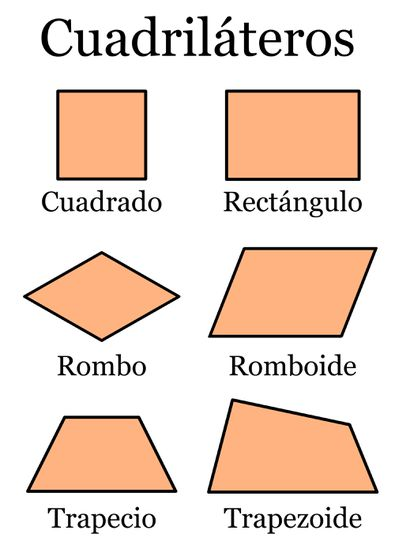 Cuadriláteros
Cuadrado Rectángulo
Rombo Romboide
Trapecio Trapezoide